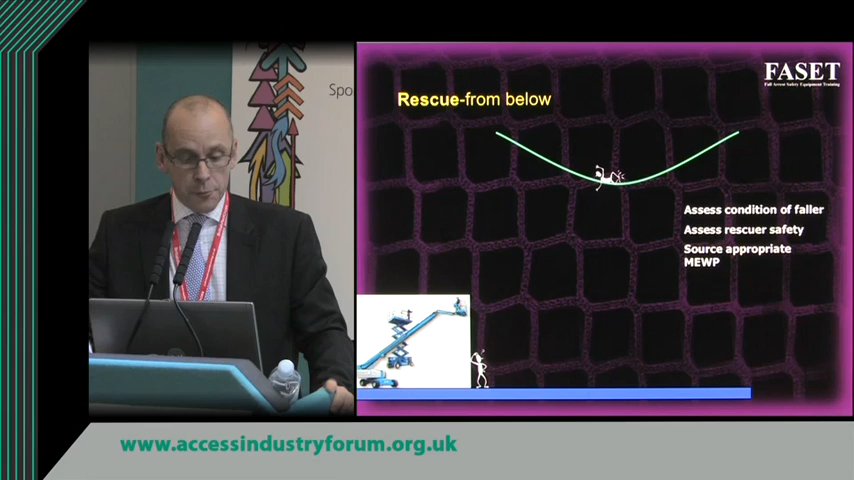 Spo
FASET
Fall Arrest Safety Equipment Training
Rescue-from below
Assess condition of faller
Assess rescuer safety
Source appropriate
MEWP
www.accessindustryforum.org.uk